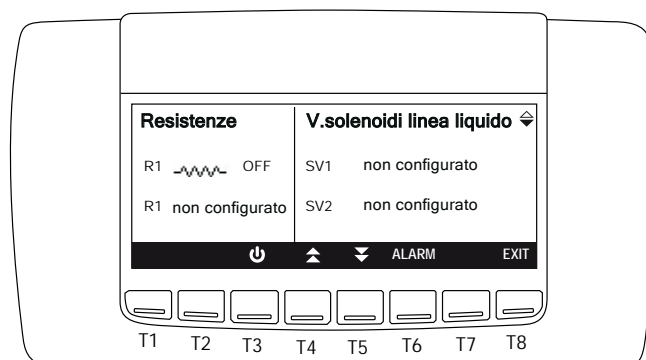 Resistenze
V.solenoidi linea liquido
R1 OFF
SV1 non configurato
R1 non configurato
SV2 non configurato
ALARM EXIT
T1 T2 T3 T4 T5 T6 T7 T8